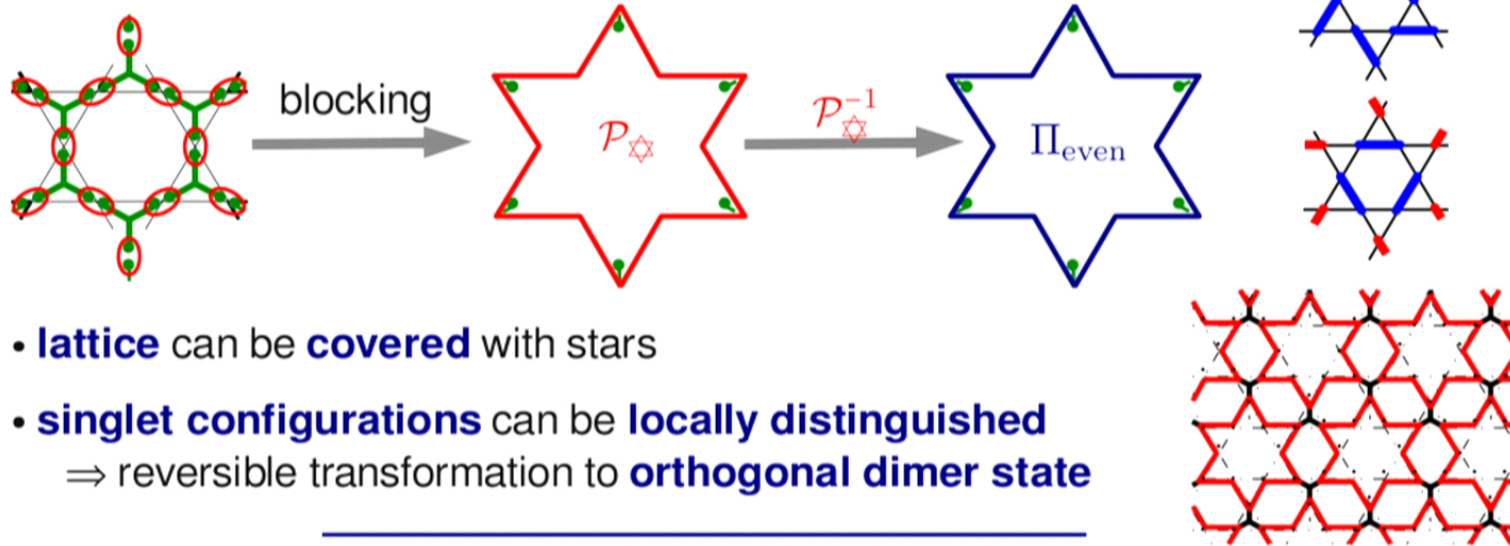 blocking
𝒫✡
𝒫✡⁻¹
Πeven
• lattice can be covered with stars
• singlet configurations can be locally distinguished
⇒ reversible transformation to orthogonal dimer state